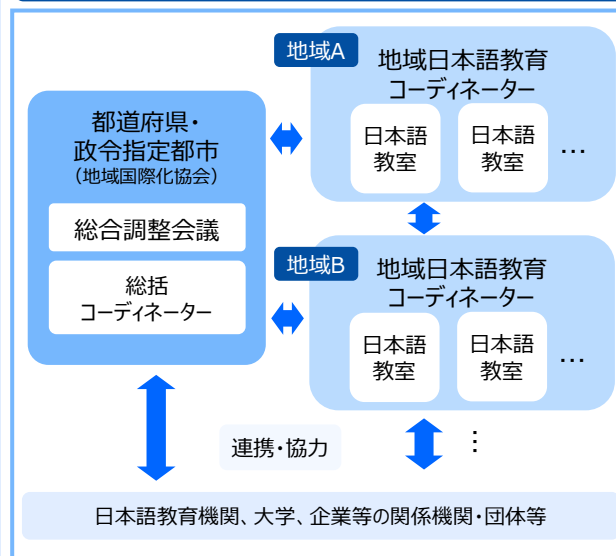 都道府県・
政令指定都市
（地域国際化協会）
総合調整会議
総括
コーディネーター
地域A
地域日本語教育
コーディネーター
日本語
教室
日本語
教室
…
地域B
地域日本語教育
コーディネーター
日本語
教室
日本語
教室
…
連携・協力
⋮
日本語教育機関、大学、企業等の関係機関・団体等